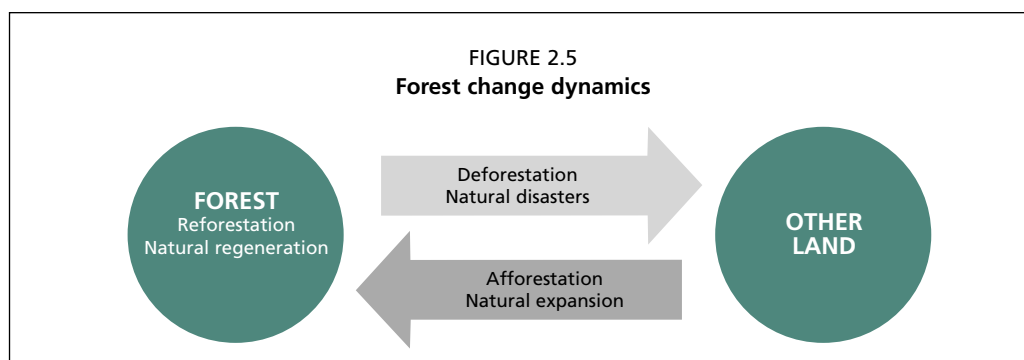 FIGURE 2.5
Forest change dynamics
FOREST
Reforestation
Natural regeneration
Deforestation
Natural disasters
Afforestation
Natural expansion
OTHER
LAND